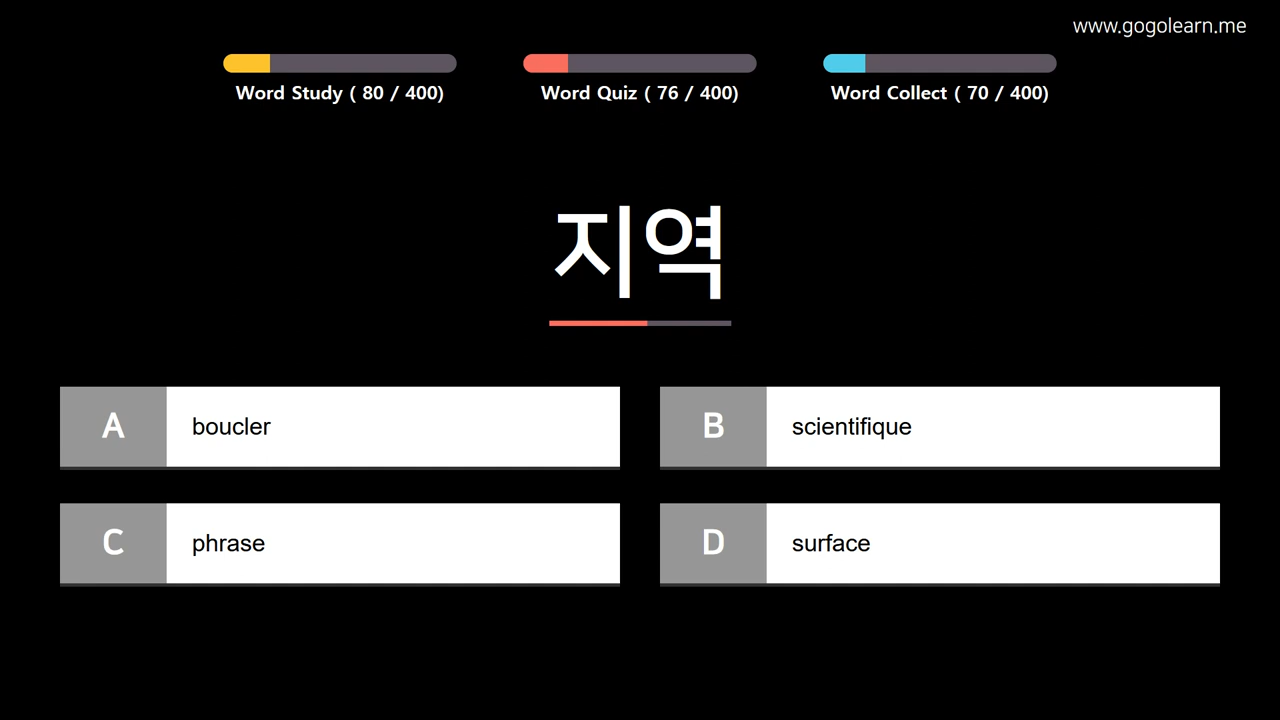 www.gogolearn.me
Word Study ( 80 / 400)
Word Quiz ( 76 / 400)
Word Collect ( 70 / 400)
지역
A boucler
B scientifique
C phrase
D surface